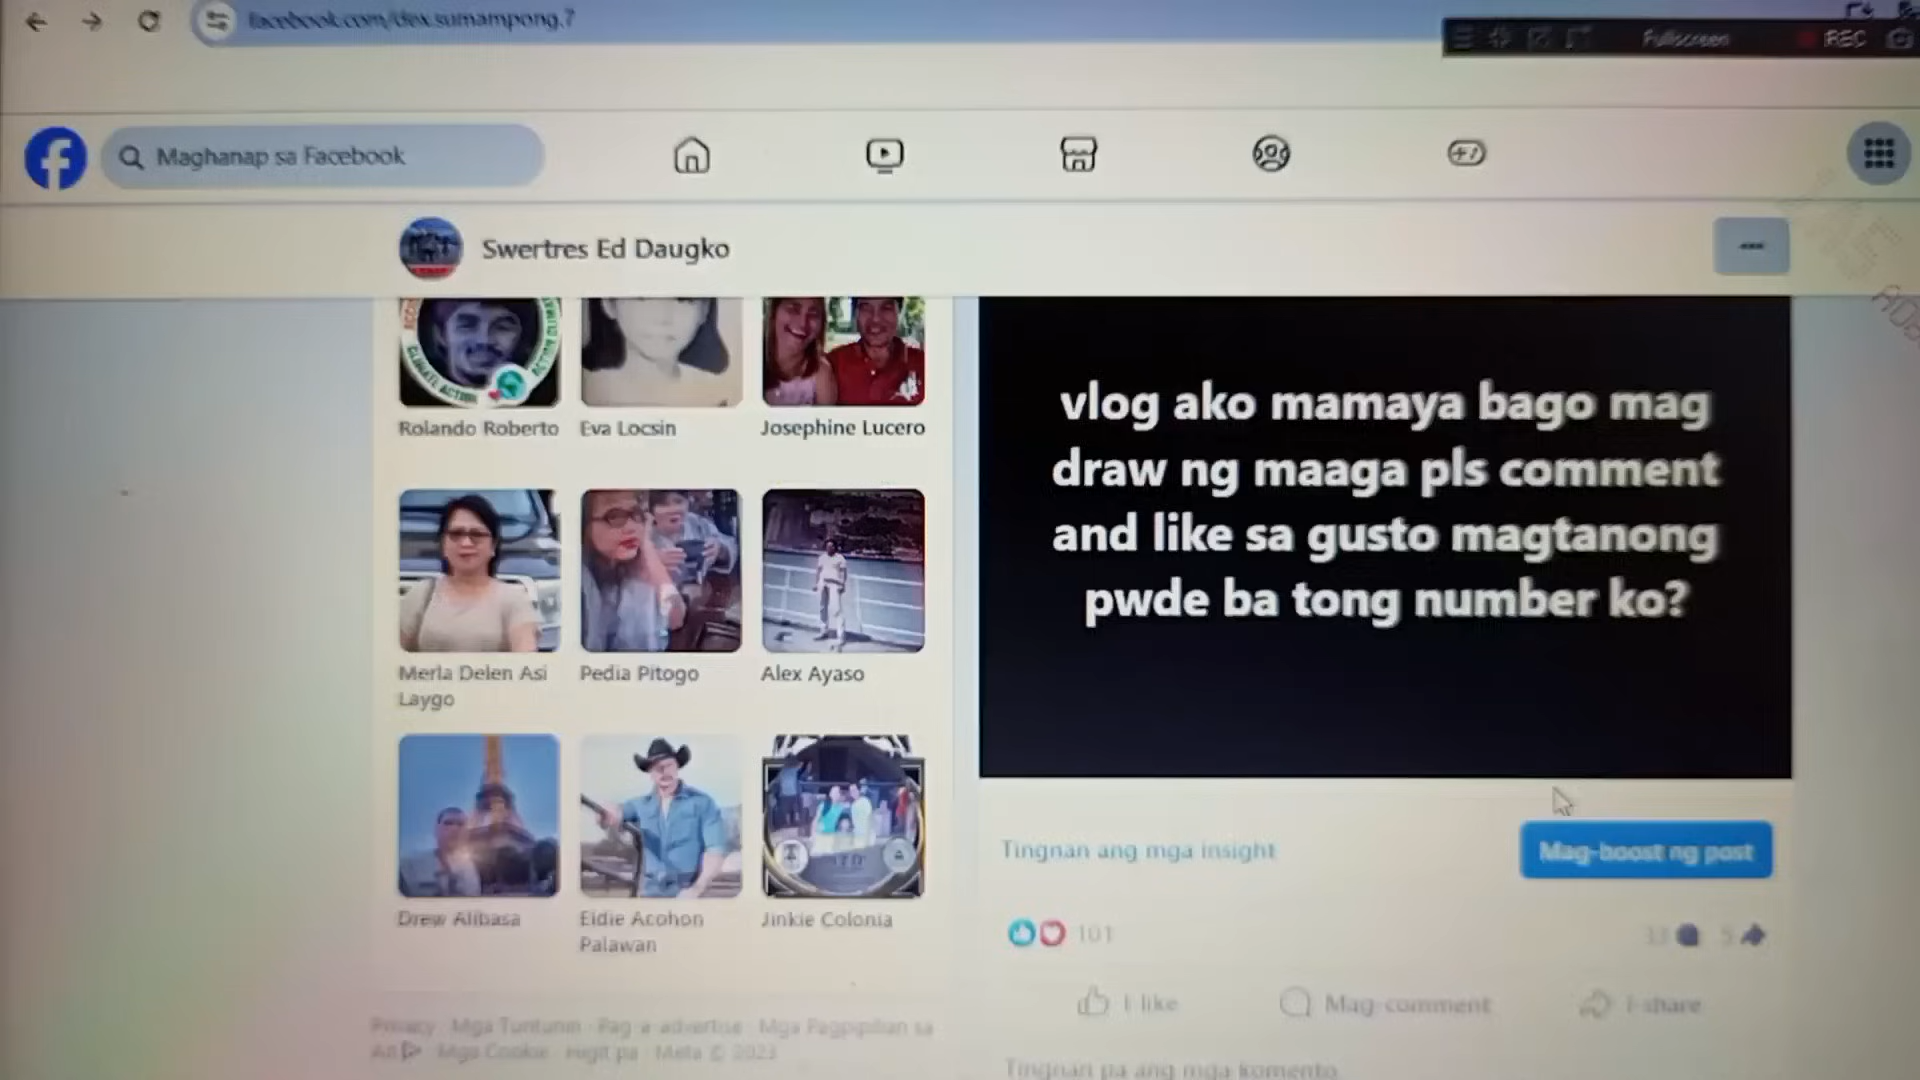 facebook.com/dex.sumampong.7
Fullscreen
REC
Maghanap sa Facebook
Swertres Ed Daugko
CLIMATE ACTION
Rolando Roberto
Eva Locsin
Josephine Lucero
vlog ako mamaya bago mag
draw ng maaga pls comment
and like sa gusto magtanong
pwde ba tong number ko?
Merla Delen Asi
Laygo
Pedia Pitogo
Alex Ayaso
Drew Alibasa
Eidie Acohon
Palawan
Jinkie Colonia
Tingnan ang mga insight
Mag-boost ng post
101
33
5
I-like
Mag-comment
I-share
Privacy · Mga Tuntunin · Pag-a-advertise · Mga Pagpipilian sa
Ad · Mga Cookie · Higit pa · Meta © 2023
Tingnan pa ang mga komento